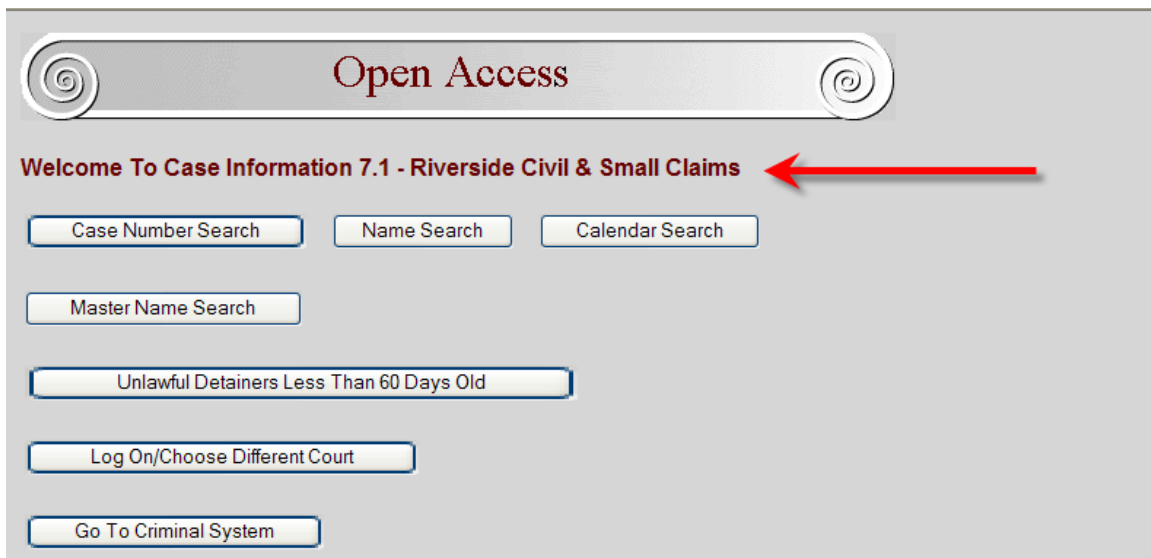 Open Access
Welcome To Case Information 7.1 - Riverside Civil & Small Claims
Case Number Search Name Search Calendar Search
Master Name Search
Unlawful Detainers Less Than 60 Days Old
Log On/Choose Different Court
Go To Criminal System